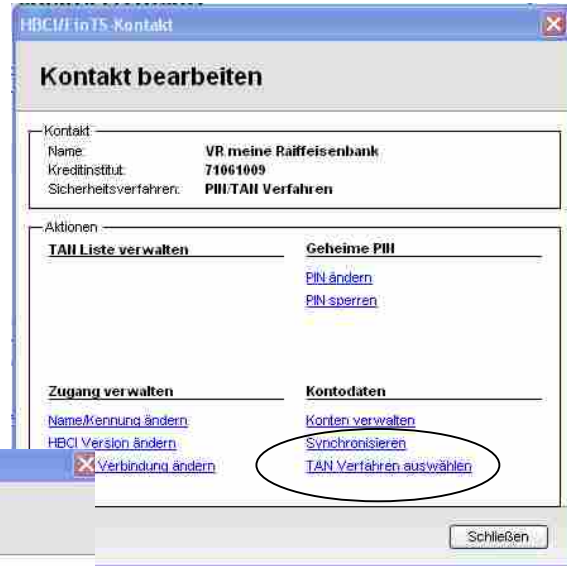 HBCI/FinTS-Kontakt
Kontakt bearbeiten
Kontakt
Name: VR meine Raiffeisenbank
Kreditinstitut: 71061009
Sicherheitsverfahren: PIN/TAN Verfahren
Aktionen
TAN Liste verwalten
Geheime PIN
PIN ändern
PIN sperren
Zugang verwalten
Kontodaten
Name/Kennung ändern
Konten verwalten
HBCI Version ändern
Synchronisieren
Verbindung ändern
TAN Verfahren auswählen
Schließen